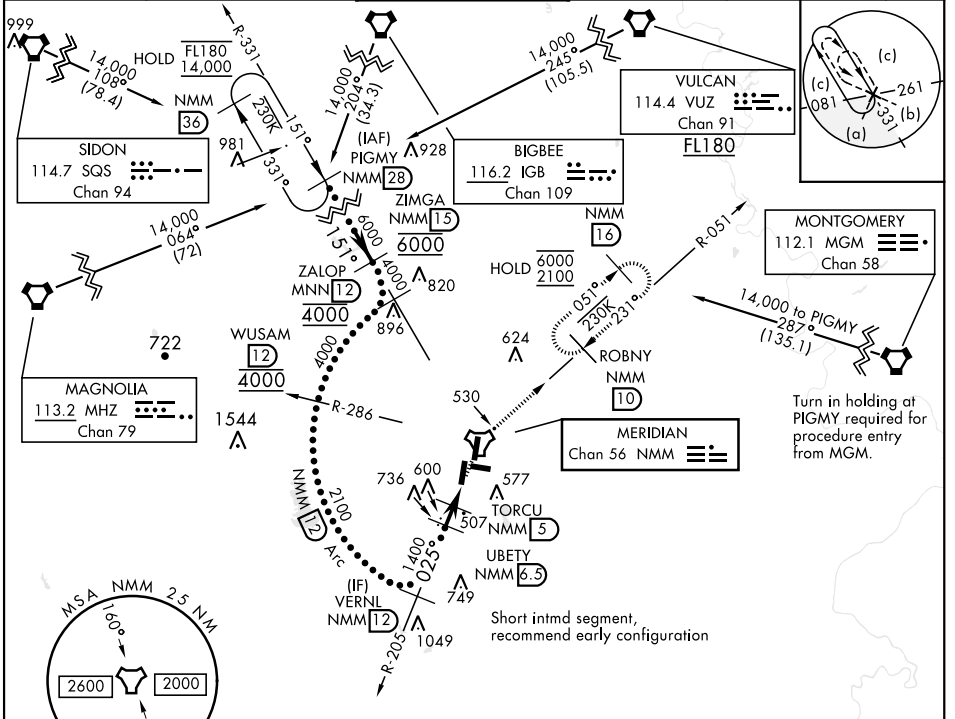 999
14,000
108°
(78.4)
HOLD
FL180
14,000
R-331
NMM
36
230K
151°
331°
981
SIDON
114.7 SQS
Chan 94
14,000
204°
(34.3)
(IAF)
PIGMY
NMM 28
928
14,000
245°
(105.5)
BIGBEE
116.2 IGB
Chan 109
VULCAN
114.4 VUZ
Chan 91
FL180
(c)
(c)
261
081
(b)
331
(a)
14,000
064°
(72)
ZIMGA
NMM 15
6000
6000
151°
4000
820
ZALOP
MNN 12
4000
896
NMM
16
HOLD
6000
2100
051°
230K
231°
R-051
MONTGOMERY
112.1 MGM
Chan 58
14,000 to PIGMY
287°
(135.1)
722
WUSAM
12
4000
4000
R-286
624
ROBNY
NMM
10
MAGNOLIA
113.2 MHZ
Chan 79
1544
530
MERIDIAN
Chan 56 NMM
Turn in holding at
PIGMY required for
procedure entry
from MGM.
736
600
577
2100
NMM 12 Arc
507
TORCU
NMM 5
1400
025°
UBETY
NMM 6.5
749
(IF)
VERNL
NMM 12
1049
R-205
Short intmd segment,
recommend early configuration
MSA NMM 25 NM
160°
2600
2000